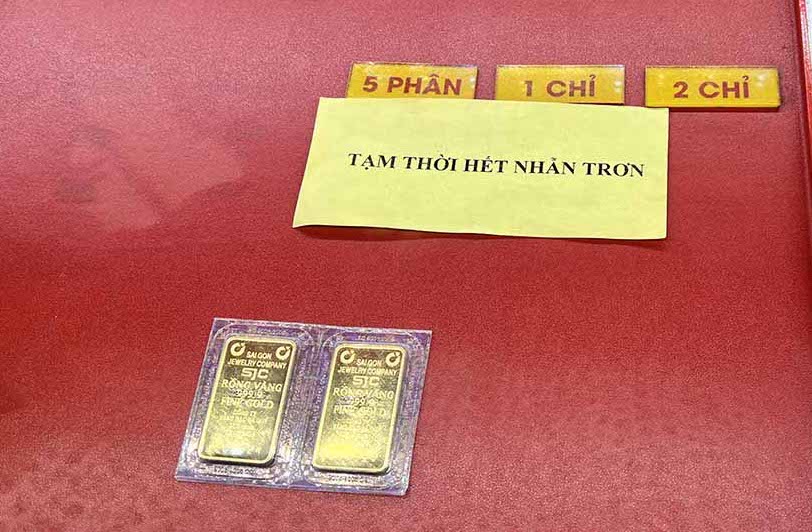 5 PHÂN
1 CHỈ
2 CHỈ
TẠM THỜI HẾT NHẪN TRƠN
SAI GON
JEWELRY COMPANY
SJC
RỒNG VÀNG
FINE GOLD
SAI GON
JEWELRY COMPANY
SJC
RỒNG VÀNG
FINE GOLD